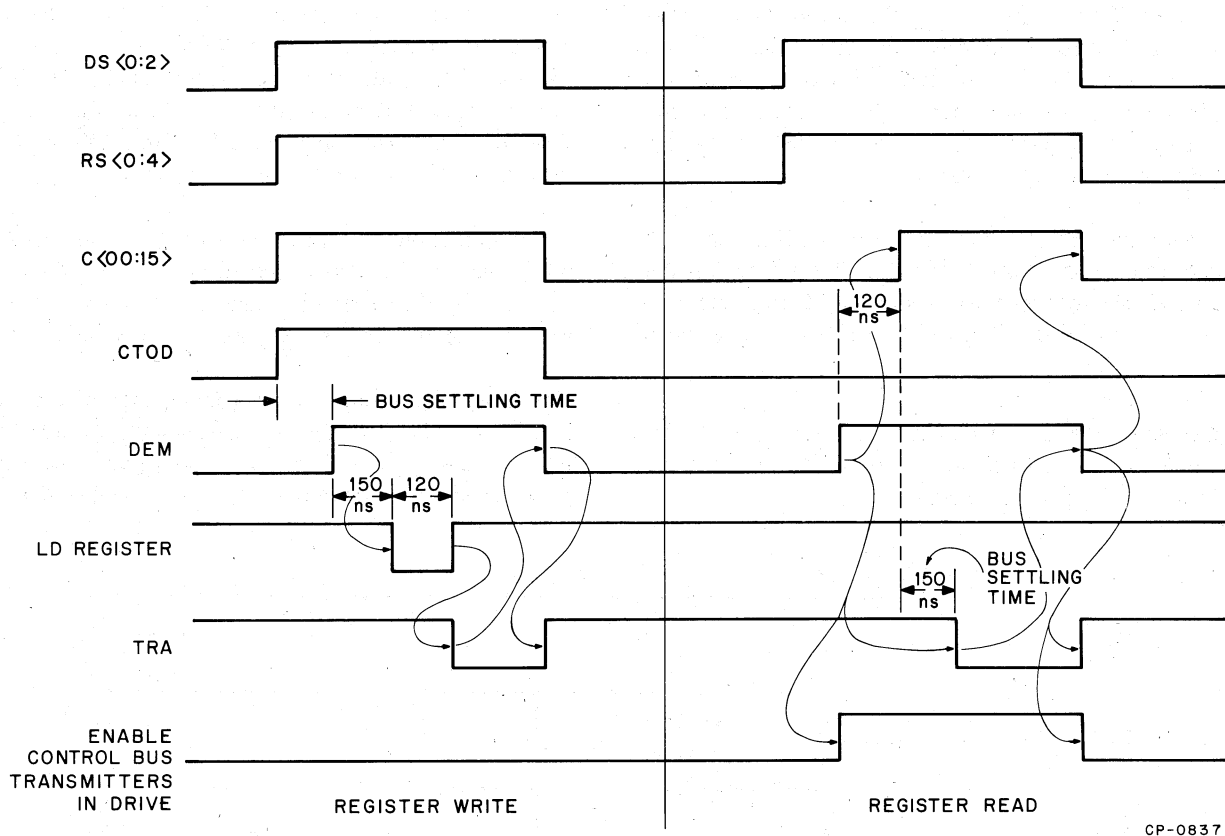 DS<0:2>
RS<0:4>
C<00:15>
120
ns
CTOD
BUS SETTLING TIME
DEM
150
ns
120
ns
LD REGISTER
BUS
SETTLING
TIME
150
ns
TRA
ENABLE
CONTROL BUS
TRANSMITTERS
IN DRIVE
REGISTER WRITE
REGISTER READ
CP-0837